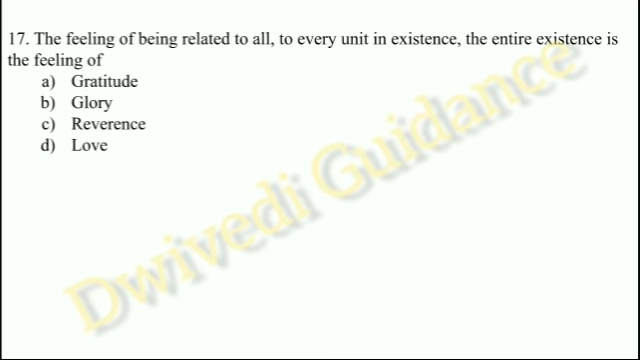 17. The feeling of being related to all, to every unit in existence, the entire existence is
the feeling of
a) Gratitude
b) Glory
c) Reverence
d) Love
Dwivedi Guidance